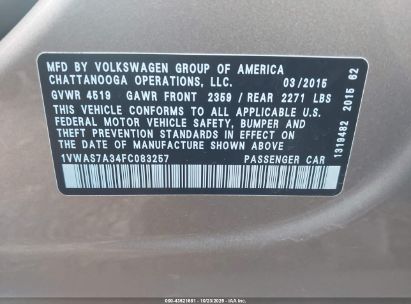 MFD BY VOLKSWAGEN GROUP OF AMERICA
CHATTANOOGA OPERATIONS, LLC. 03/2015
GVWR 4519 GAWR FRONT 2359 / REAR 2271 LBS
THIS VEHICLE CONFORMS TO ALL APPLICABLE U.S.
FEDERAL MOTOR VEHICLE SAFETY, BUMPER AND
THEFT PREVENTION STANDARDS IN EFFECT ON
THE DATE OF MANUFACTURE SHOWN ABOVE
1VWAS7A34FC083257 PASSENGER CAR
1319482 2015 62